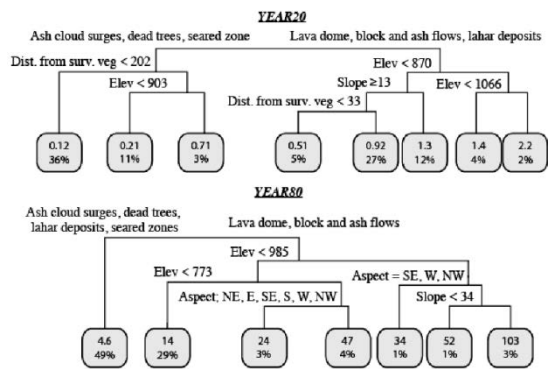 YEAR20
Ash cloud surges, dead trees, seared zone
Lava dome, block and ash flows, lahar deposits
Dist. from surv. veg < 202
Elev < 870
Elev < 903
Slope ≥13
Elev < 1066
Dist. from surv. veg < 33
0.12
36%
0.21
11%
0.71
3%
0.51
5%
0.92
27%
1.3
12%
1.4
4%
2.2
2%
YEAR80
Ash cloud surges, dead trees,
lahar deposits, seared zones
Lava dome, block and ash flows
Elev < 985
Elev < 773
Aspect = SE, W, NW
Aspect; NE, E, SE, S, W, NW
Slope < 34
4.6
49%
14
29%
24
3%
47
4%
34
1%
52
1%
103
3%